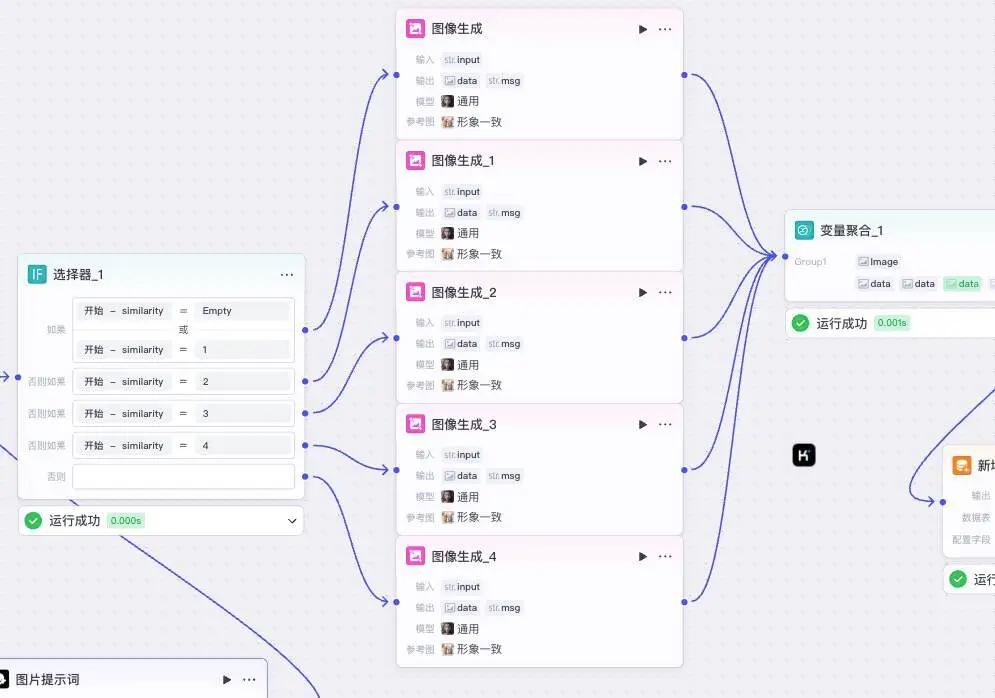 图像生成
输入 str.input
输出 data str.msg
模型 通用
参考图 形象一致
图像生成_1
输入 str.input
输出 data str.msg
模型 通用
参考图 形象一致
图像生成_2
输入 str.input
输出 data str.msg
模型 通用
参考图 形象一致
图像生成_3
输入 str.input
输出 data str.msg
模型 通用
参考图 形象一致
图像生成_4
输入 str.input
输出 data str.msg
模型 通用
参考图 形象一致
IF 选择器_1
如果
开始 - similarity = Empty
或
开始 - similarity = 1
否则如果 开始 - similarity = 2
否则如果 开始 - similarity = 3
否则如果 开始 - similarity = 4
否则
运行成功 0.000s
变量聚合_1
Group1 Image
data data data
运行成功 0.001s
K
新增
输出
数据表
配置字段
运行
图片提示词